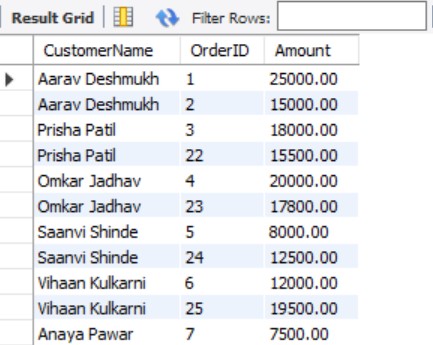 Result Grid Filter Rows:
CustomerName OrderID Amount
Aarav Deshmukh 1 25000.00
Aarav Deshmukh 2 15000.00
Prisha Patil 3 18000.00
Prisha Patil 22 15500.00
Omkar Jadhav 4 20000.00
Omkar Jadhav 23 17800.00
Saanvi Shinde 5 8000.00
Saanvi Shinde 24 12500.00
Vihaan Kulkarni 6 12000.00
Vihaan Kulkarni 25 19500.00
Anaya Pawar 7 7500.00